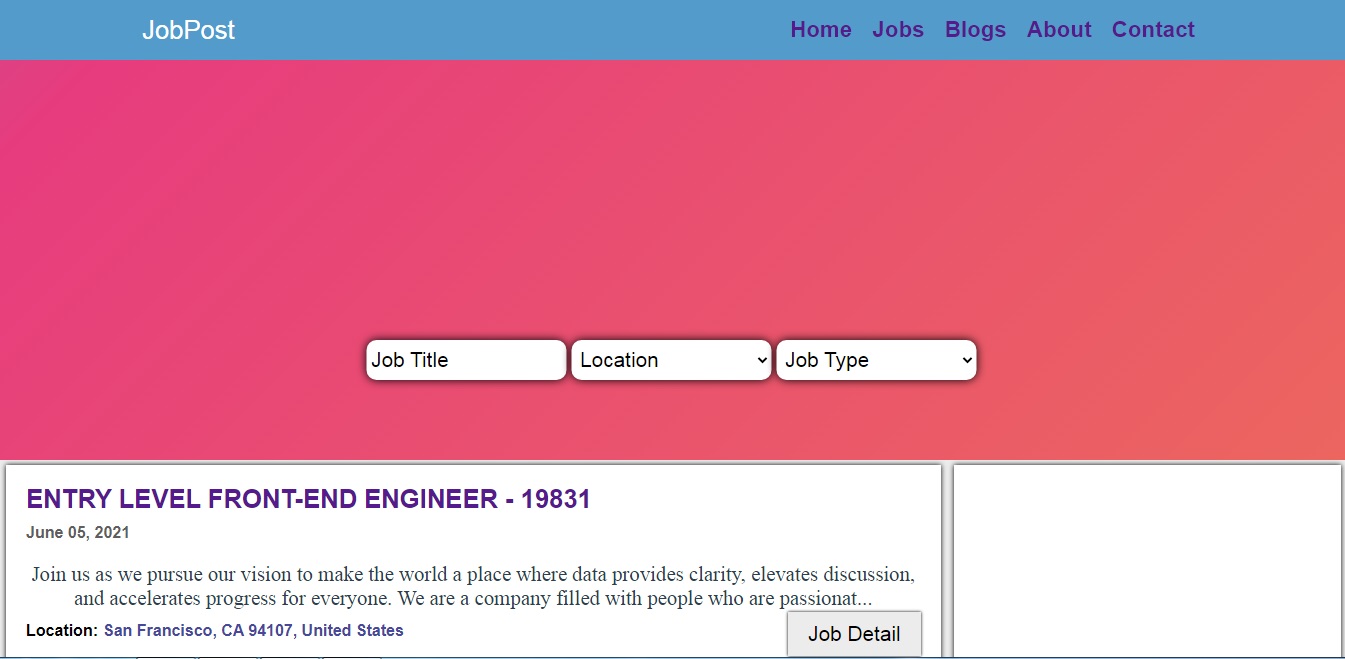 JobPost
Home Jobs Blogs About Contact
Job Title Location Job Type
ENTRY LEVEL FRONT-END ENGINEER - 19831
June 05, 2021
Join us as we pursue our vision to make the world a place where data provides clarity, elevates discussion,
and accelerates progress for everyone. We are a company filled with people who are passionat...
Location: San Francisco, CA 94107, United States
Job Detail